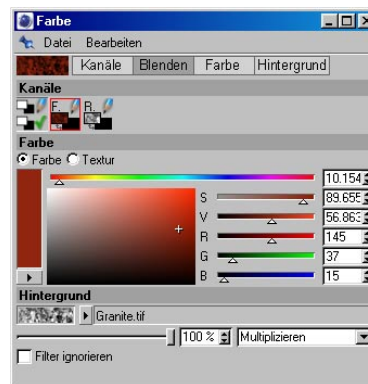 Farbe
Datei Bearbeiten
Kanäle Blenden Farbe Hintergrund
Kanäle
F. R.
Farbe
Farbe Textur
10.154
S 89.655
V 56.863
R 145
G 37
B 15
Hintergrund
Granite.tif
100 % Multiplizieren
Filter ignorieren